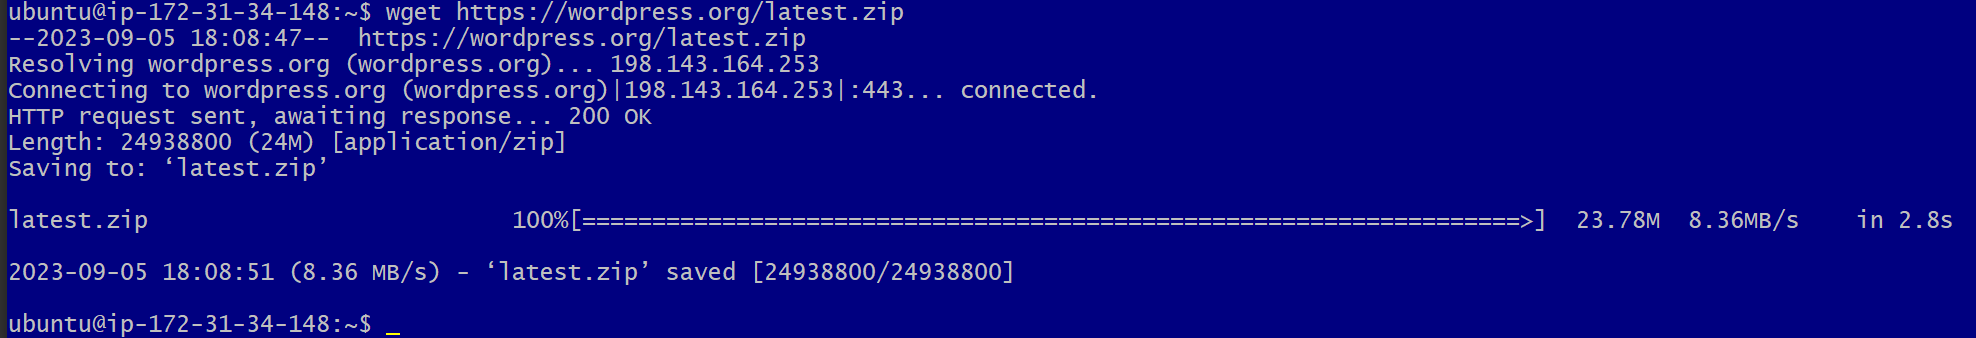 ubuntu@ip-172-31-34-148:~$ wget https://wordpress.org/latest.zip
--2023-09-05 18:08:47--  https://wordpress.org/latest.zip
Resolving wordpress.org (wordpress.org)... 198.143.164.253
Connecting to wordpress.org (wordpress.org)|198.143.164.253|:443... connected.
HTTP request sent, awaiting response... 200 OK
Length: 24938800 (24M) [application/zip]
Saving to: ‘latest.zip’
latest.zip                          100%[===================================================================>]  23.78M  8.36MB/s    in 2.8s
2023-09-05 18:08:51 (8.36 MB/s) - ‘latest.zip’ saved [24938800/24938800]
ubuntu@ip-172-31-34-148:~$ _